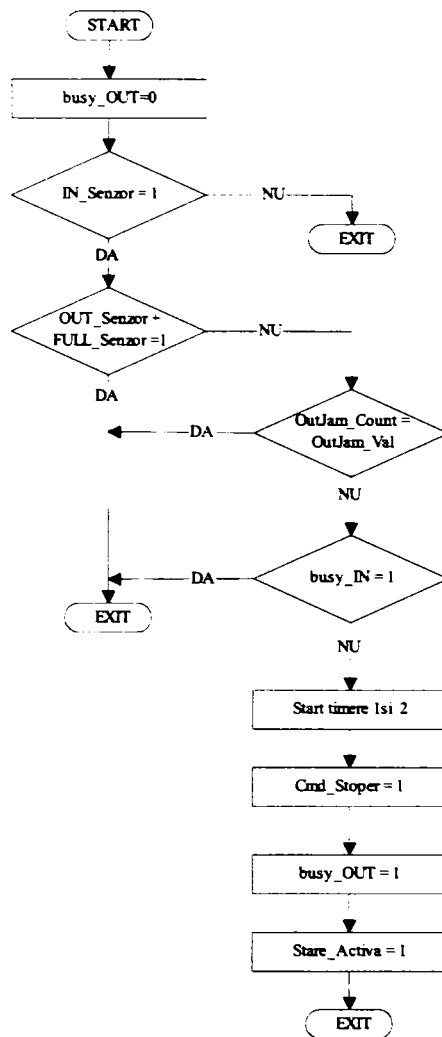 START
busy_OUT=0
IN_Senzor = 1
NU
EXIT
DA
OUT_Senzor +
FULL_Senzor =1
NU
DA
OutJam_Count =
OutJam_Val
DA
NU
busy_IN = 1
DA
EXIT
NU
Start timere 1si 2
Cmd_Stoper = 1
busy_OUT = 1
Stare_Activa = 1
EXIT